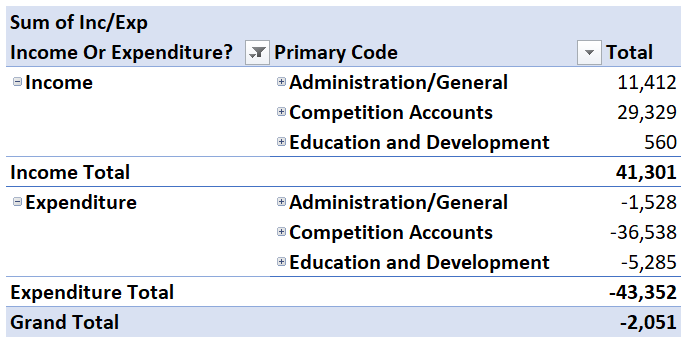 Sum of Inc/Exp
Income Or Expenditure? Primary Code Total
Income Administration/General 11,412
Competition Accounts 29,329
Education and Development 560
Income Total 41,301
Expenditure Administration/General -1,528
Competition Accounts -36,538
Education and Development -5,285
Expenditure Total -43,352
Grand Total -2,051